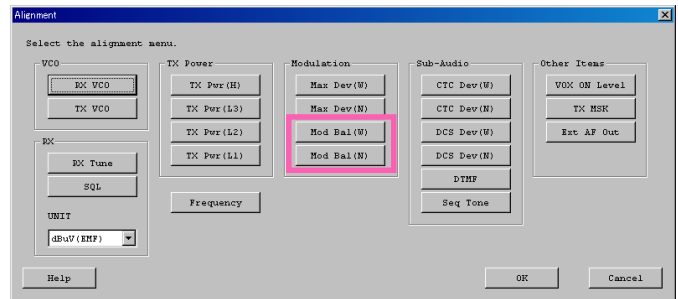 Alignment
Select the alignment menu.
VCO
RX VCO
TX VCO
RX
RX Tune
SQL
UNIT
dBuV(EMF)
TX Power
TX Pwr(H)
TX Pwr(L3)
TX Pwr(L2)
TX Pwr(L1)
Frequency
Modulation
Max Dev(W)
Max Dev(N)
Mod Bal(W)
Mod Bal(N)
Sub-Audio
CTC Dev(W)
CTC Dev(N)
DCS Dev(W)
DCS Dev(N)
DTMF
Seq Tone
Other Items
VOX ON Level
TX MSK
Ext AF Out
Help
OK
Cancel